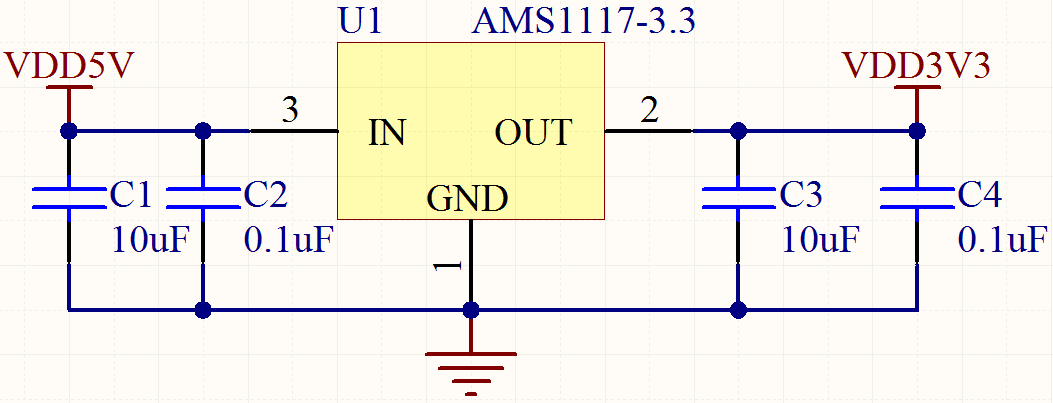 U1 AMS1117-3.3
VDD5V VDD3V3
3 2
IN OUT
GND
C1 C2 C3 C4
10uF 0.1uF 10uF 0.1uF
1